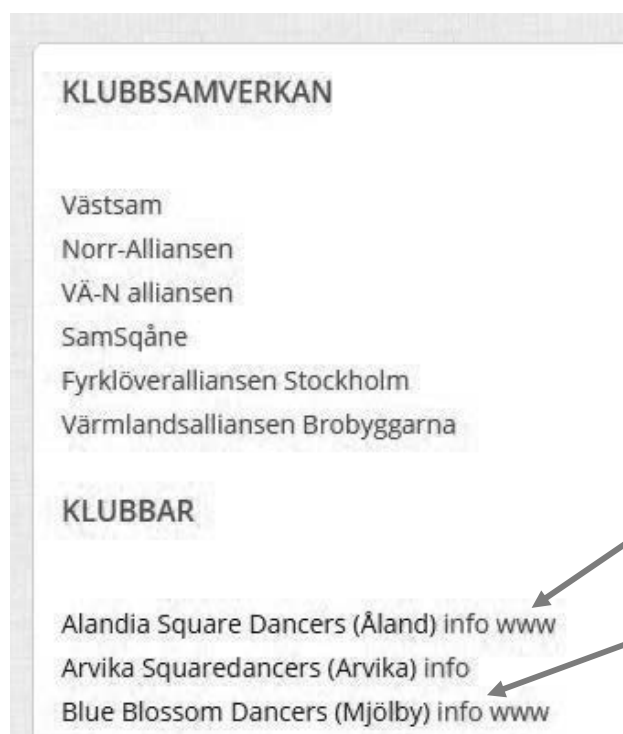 KLUBBSAMVERKAN
Västsam
Norr-Alliansen
VÄ-N alliansen
SamSqåne
Fyrklöveralliansen Stockholm
Värmlandsalliansen Brobyggarna
KLUBBAR
Alandia Square Dancers (Åland) info www
Arvika Squaredancers (Arvika) info
Blue Blossom Dancers (Mjölby) info www